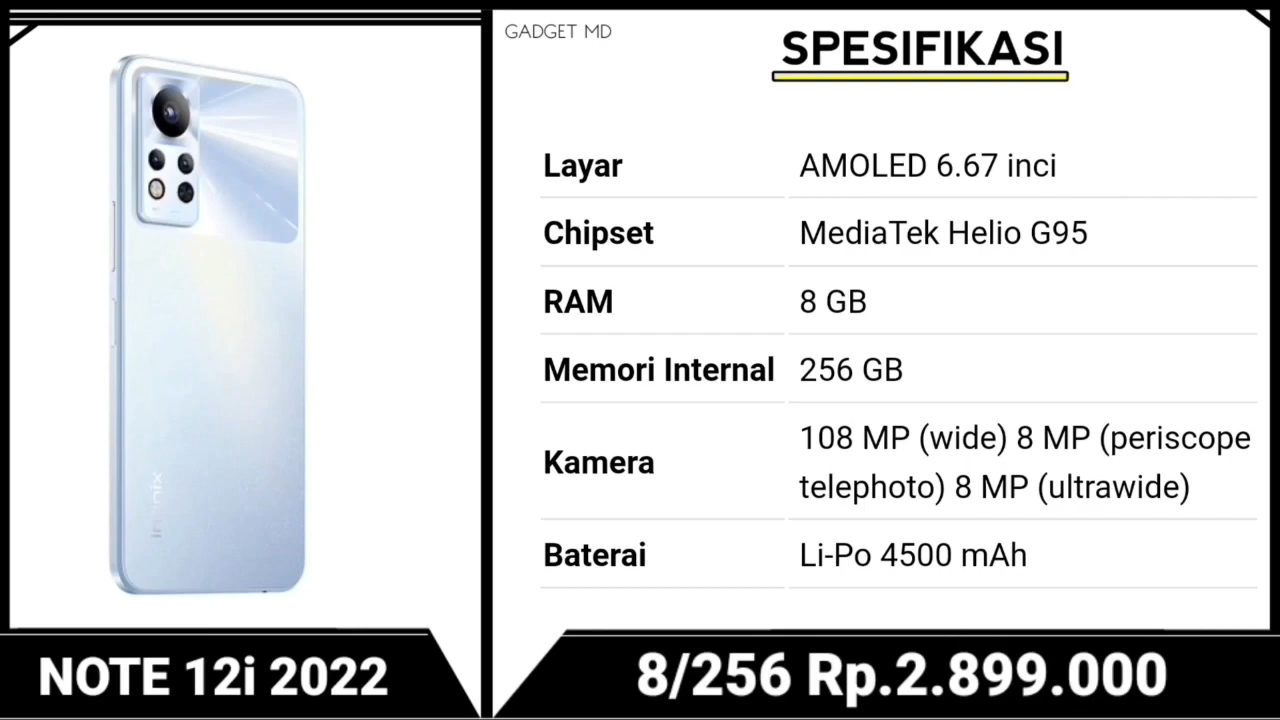 GADGET MD
SPESIFIKASI
Layar AMOLED 6.67 inci
Chipset MediaTek Helio G95
RAM 8 GB
Memori Internal 256 GB
Kamera 108 MP (wide) 8 MP (periscope
telephoto) 8 MP (ultrawide)
Baterai Li-Po 4500 mAh
Infinix
NOTE 12i 2022
8/256 Rp.2.899.000